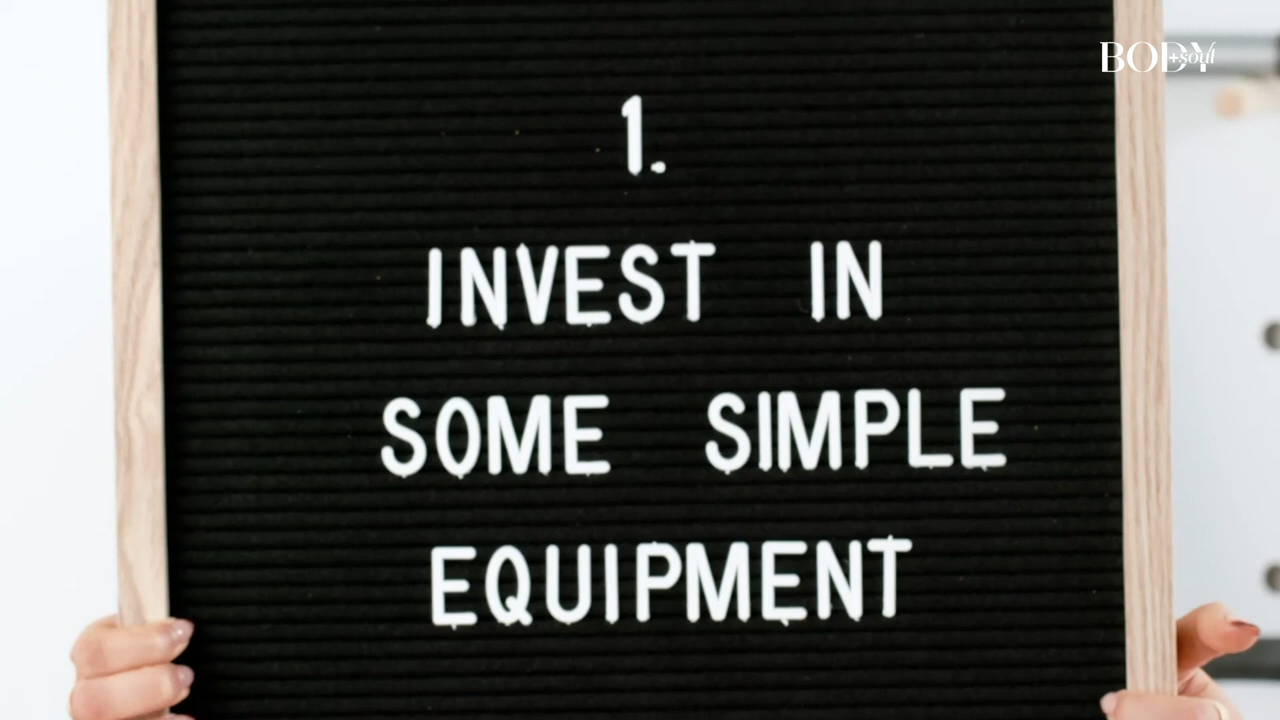 BODY
+soul
1.
INVEST IN
SOME SIMPLE
EQUIPMENT